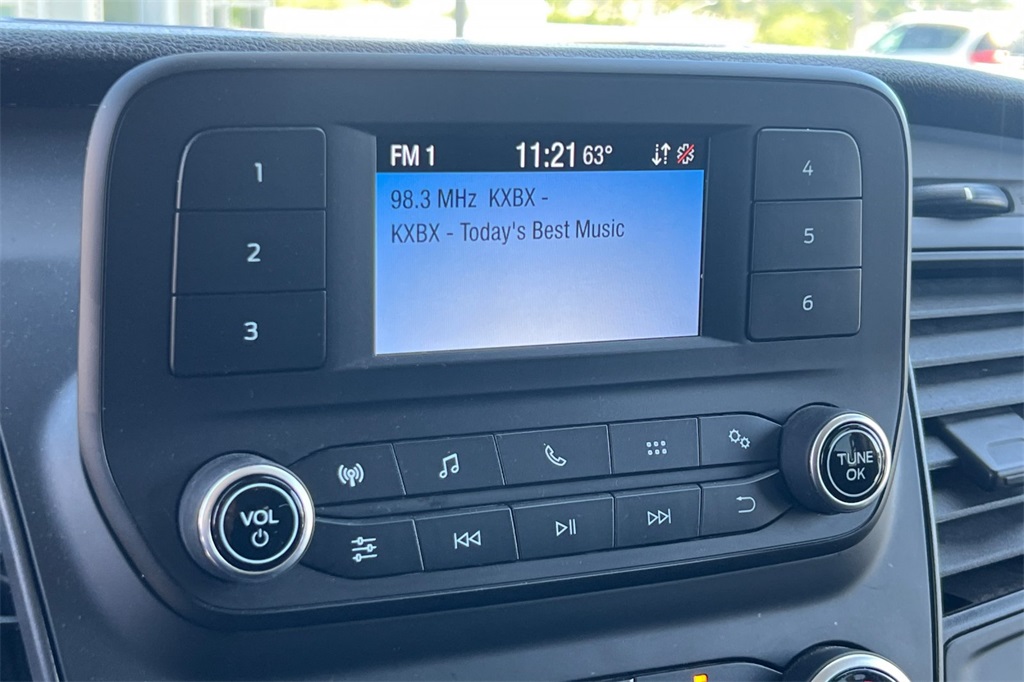 FM 1 11:21 63°
98.3 MHz KXBX -
KXBX - Today's Best Music
1
2
3
4
5
6
VOL
TUNE
OK